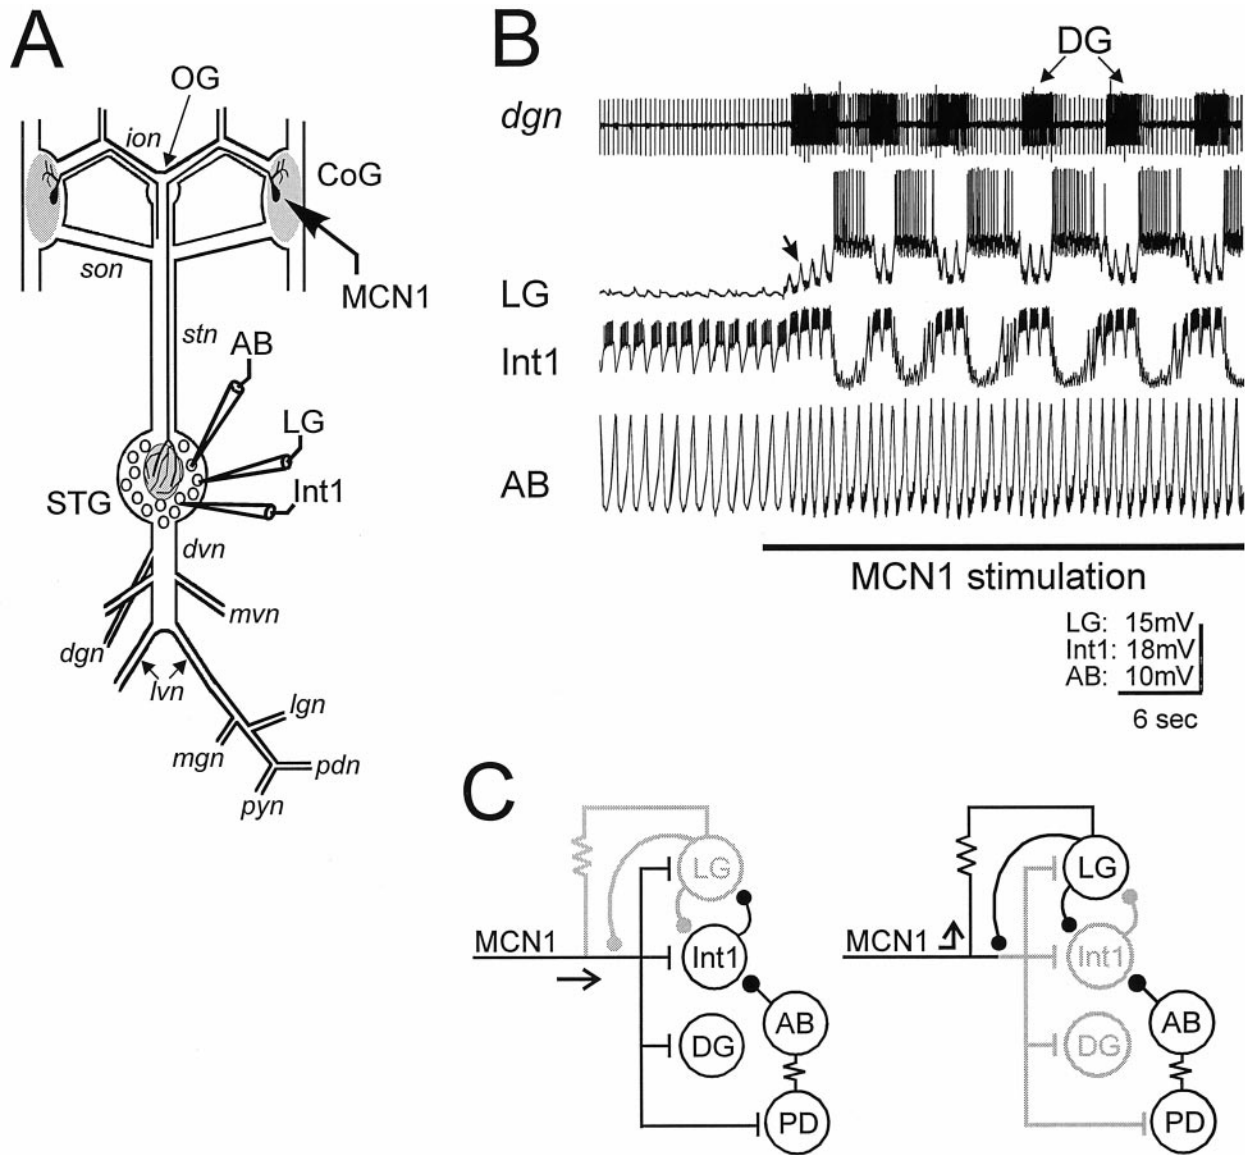 A
OG
ion
CoG
son
MCN1
stn
AB
LG
Int1
STG
dvn
mvn
dgn
lvn
lgn
mgn
pdn
pyn
B
DG
dgn
LG
Int1
AB
MCN1 stimulation
LG: 15mV
Int1: 18mV
AB: 10mV
6 sec
C
LG
MCN1
Int1
AB
DG
PD
LG
MCN1
Int1
AB
DG
PD